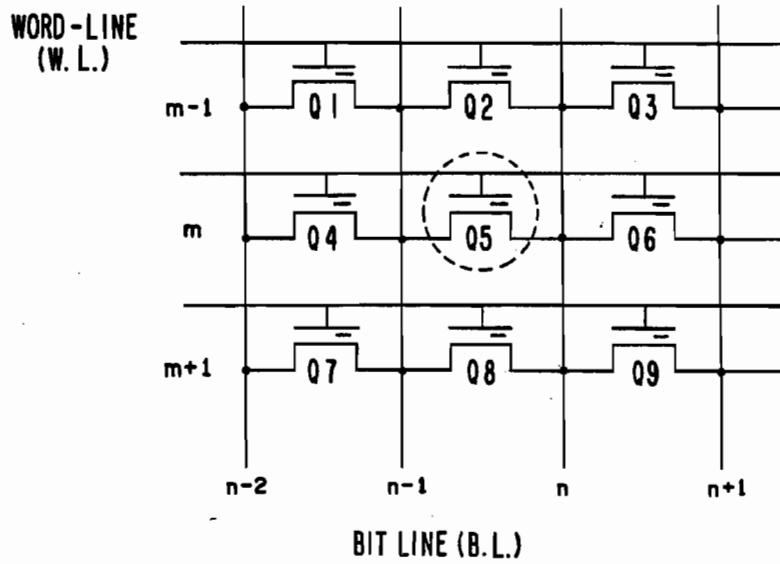 WORD-LINE
(W. L.)
Q1 Q2 Q3
m-1
Q4 Q5 Q6
m
Q7 Q8 Q9
m+1
n-2 n-1 n n+1
BIT LINE (B.L.)